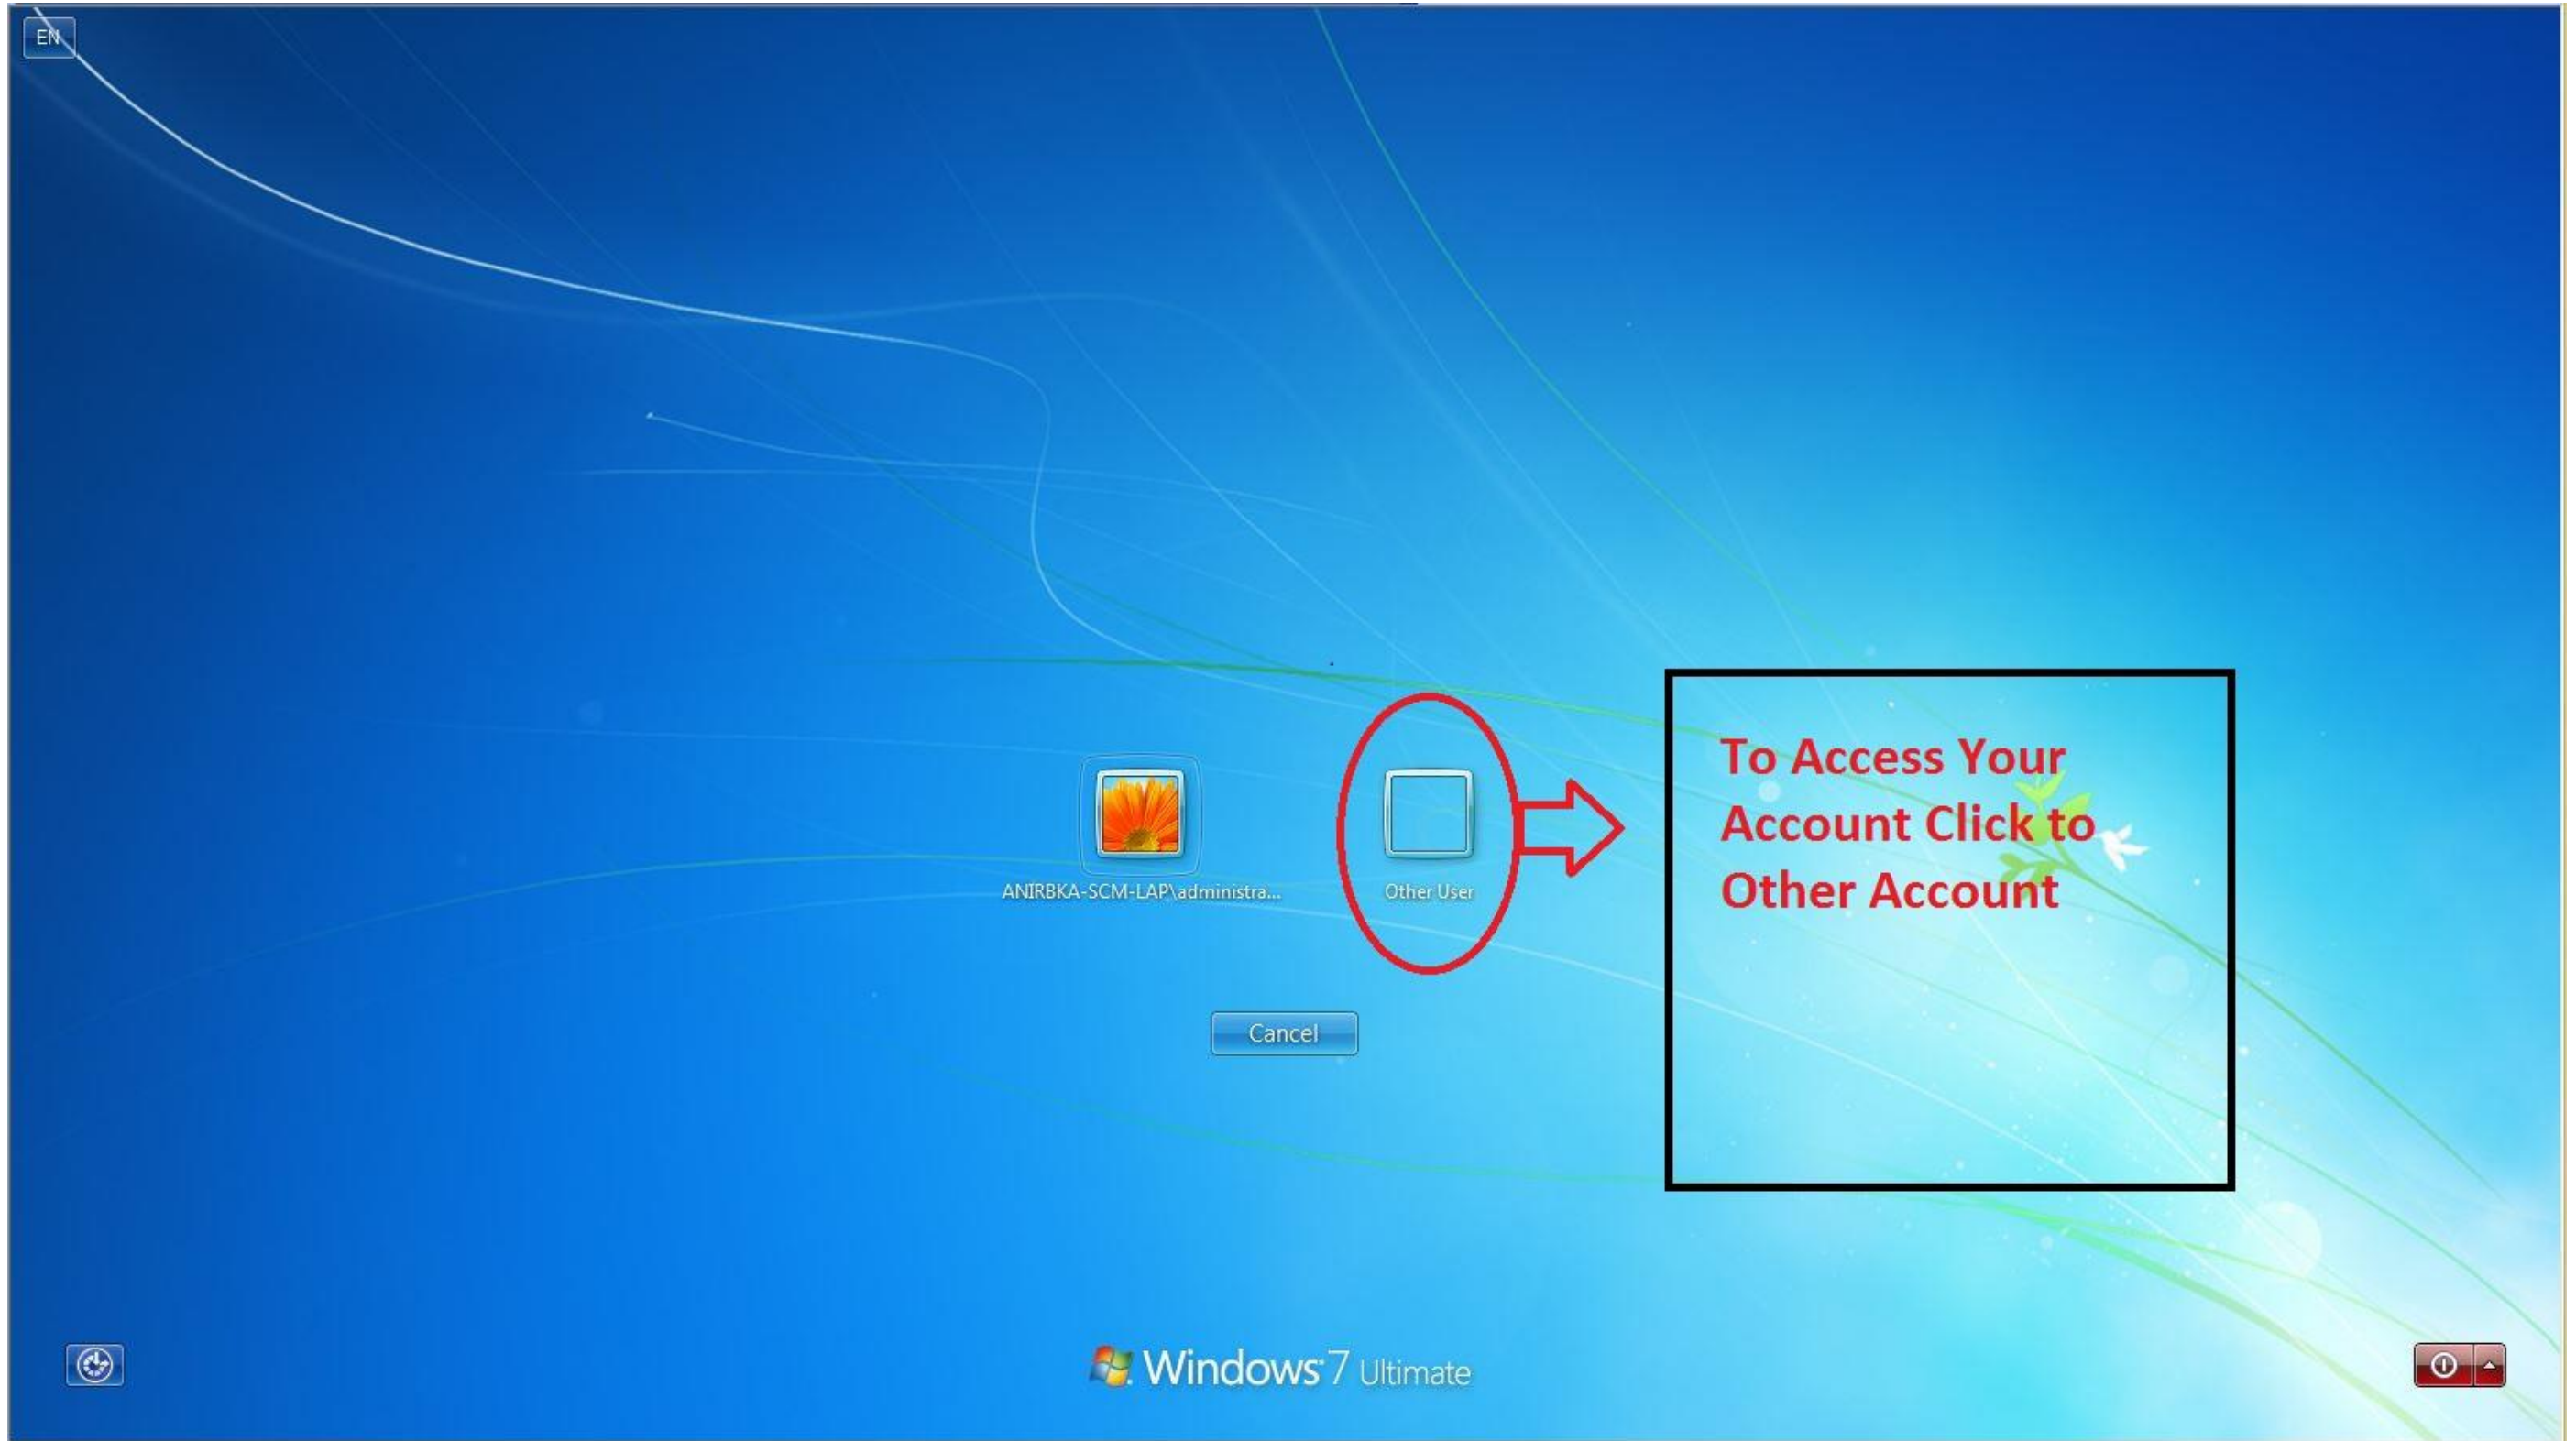 EN
To Access Your
Account Click to
Other Account
ANIRBKA-SCM-LAP\administra...
Other User
Cancel
Windows 7 Ultimate